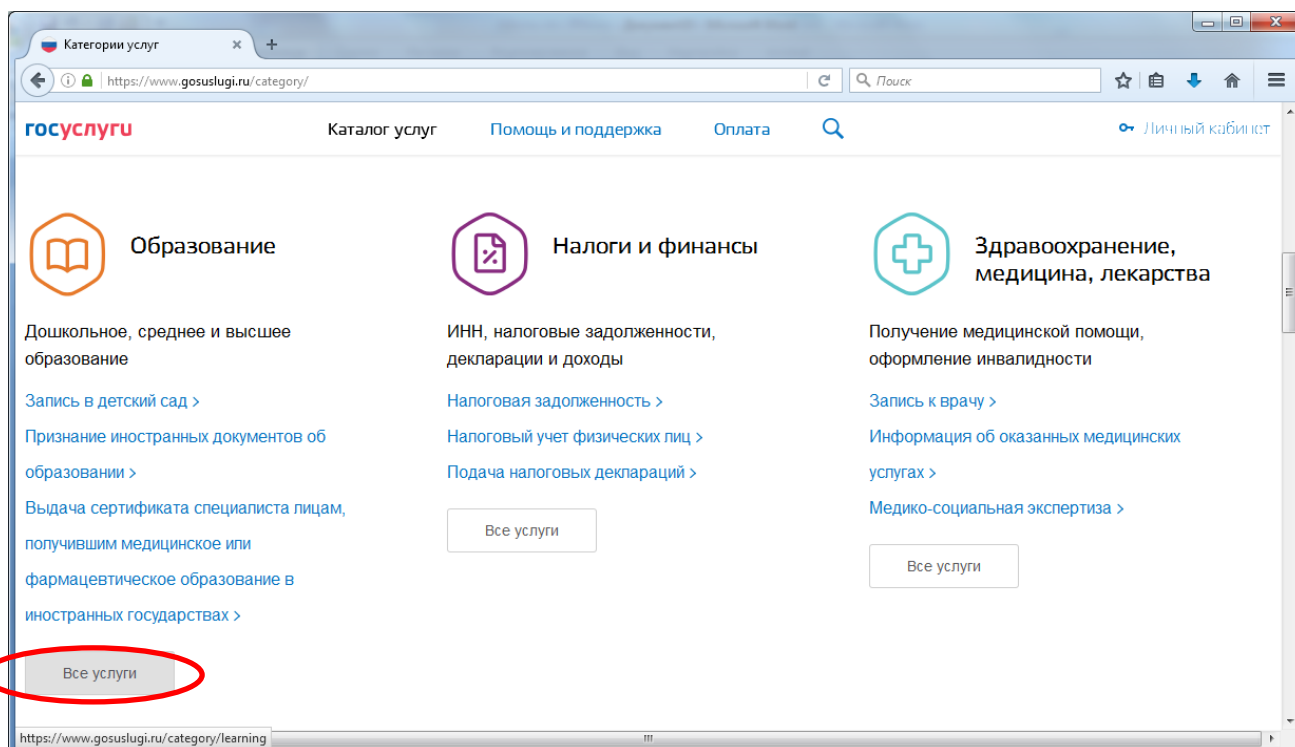 Категории услуг
https://www.gosuslugi.ru/category/
Поиск
госуслуги
Каталог услуг
Помощь и поддержка
Оплата
Личный кабинет
Образование
Дошкольное, среднее и высшее
образование
Запись в детский сад >
Признание иностранных документов об
образовании >
Выдача сертификата специалиста лицам,
получившим медицинское или
фармацевтическое образование в
иностранных государствах >
Все услуги
Налоги и финансы
ИНН, налоговые задолженности,
декларации и доходы
Налоговая задолженность >
Налоговый учет физических лиц >
Подача налоговых деклараций >
Все услуги
Здравоохранение,
медицина, лекарства
Получение медицинской помощи,
оформление инвалидности
Запись к врачу >
Информация об оказанных медицинских
услугах >
Медико-социальная экспертиза >
Все услуги
https://www.gosuslugi.ru/category/learning